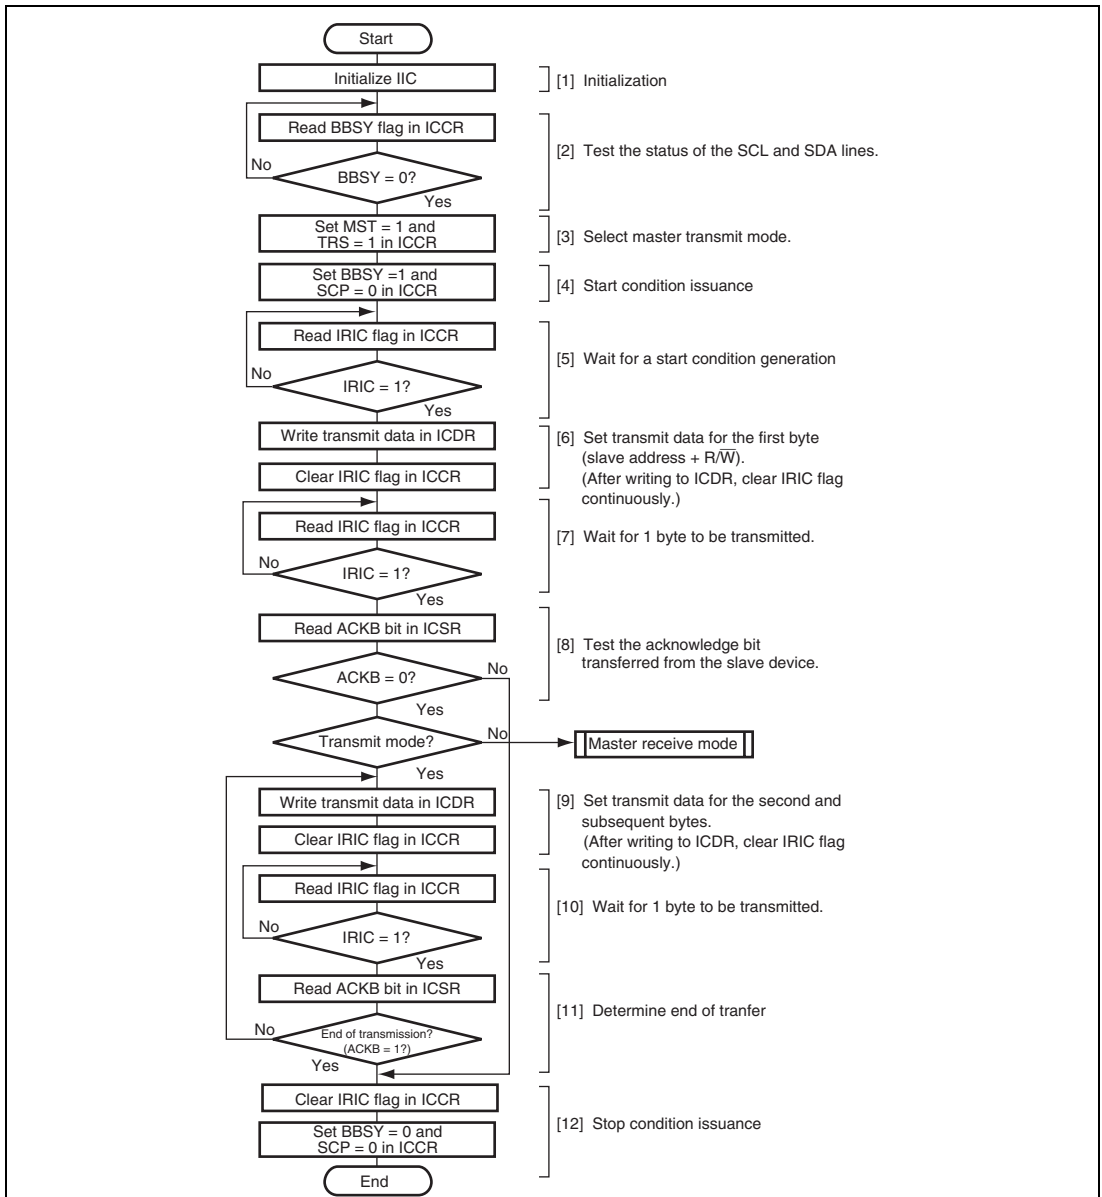 Start
Initialize IIC
[1] Initialization
Read BBSY flag in ICCR
[2] Test the status of the SCL and SDA lines.
No
BBSY = 0?
Yes
Set MST = 1 and
TRS = 1 in ICCR
[3] Select master transmit mode.
Set BBSY =1 and
SCP = 0 in ICCR
[4] Start condition issuance
Read IRIC flag in ICCR
[5] Wait for a start condition generation
No
IRIC = 1?
Yes
Write transmit data in ICDR
[6] Set transmit data for the first byte
(slave address + R/W̅).
(After writing to ICDR, clear IRIC flag
continuously.)
Clear IRIC flag in ICCR
Read IRIC flag in ICCR
[7] Wait for 1 byte to be transmitted.
No
IRIC = 1?
Yes
Read ACKB bit in ICSR
[8] Test the acknowledge bit
transferred from the slave device.
ACKB = 0?
No
Yes
Transmit mode?
No
Master receive mode
Yes
Write transmit data in ICDR
[9] Set transmit data for the second and
subsequent bytes.
(After writing to ICDR, clear IRIC flag
continuously.)
Clear IRIC flag in ICCR
Read IRIC flag in ICCR
[10] Wait for 1 byte to be transmitted.
No
IRIC = 1?
Yes
Read ACKB bit in ICSR
[11] Determine end of tranfer
No
End of transmission?
(ACKB = 1?)
Yes
Clear IRIC flag in ICCR
[12] Stop condition issuance
Set BBSY = 0 and
SCP = 0 in ICCR
End